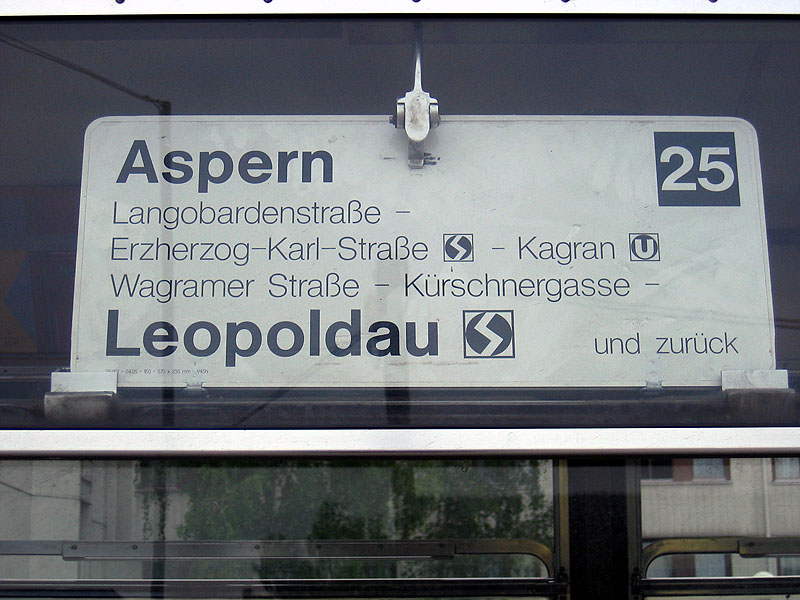 Aspern
25
Langobardenstraße –
Erzherzog-Karl-Straße S – Kagran U
Wagramer Straße – Kürschnergasse –
Leopoldau S
und zurück